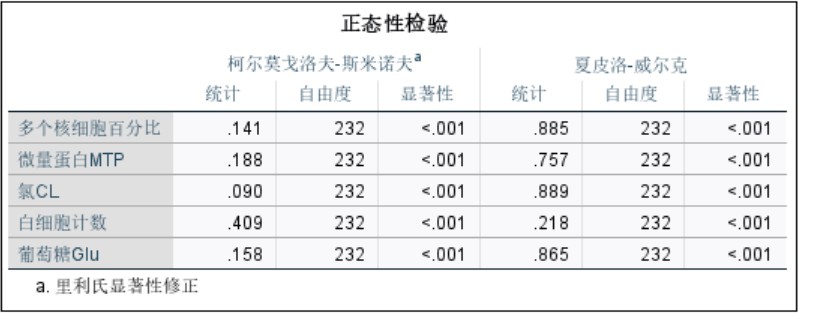 正态性检验
柯尔莫戈洛夫-斯米诺夫a 夏皮洛-威尔克
统计 自由度 显著性 统计 自由度 显著性
多个核细胞百分比 .141 232 <.001 .885 232 <.001
微量蛋白MTP .188 232 <.001 .757 232 <.001
氯CL .090 232 <.001 .889 232 <.001
白细胞计数 .409 232 <.001 .218 232 <.001
葡萄糖Glu .158 232 <.001 .865 232 <.001
a. 里利氏显著性修正